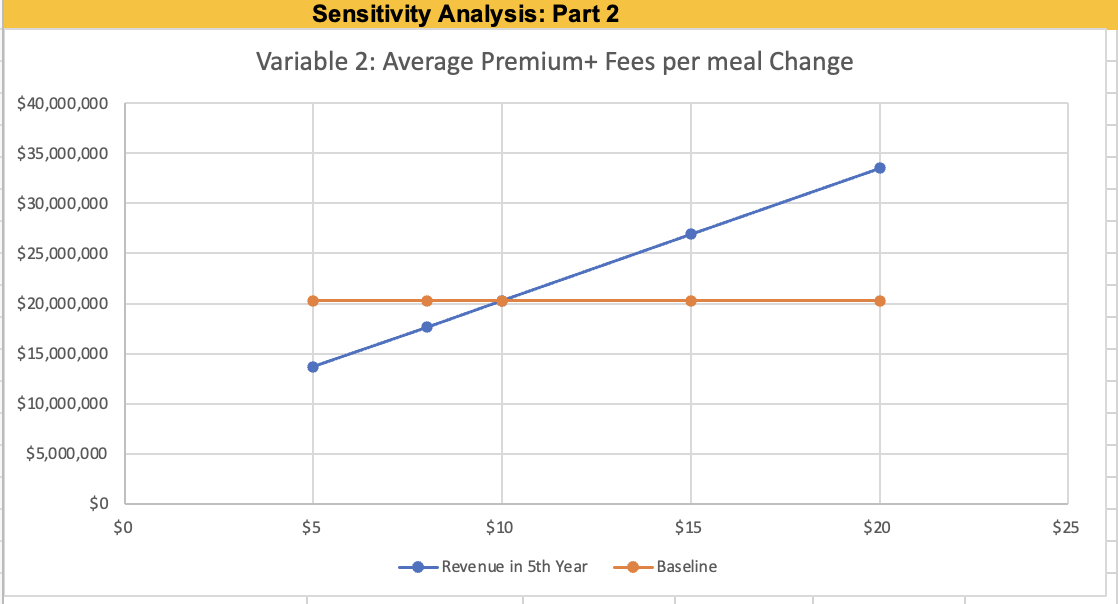 Sensitivity Analysis: Part 2
Variable 2: Average Premium+ Fees per meal Change
$40,000,000
$35,000,000
$30,000,000
$25,000,000
$20,000,000
$15,000,000
$10,000,000
$5,000,000
$0
$0 $5 $10 $15 $20 $25
Revenue in 5th Year Baseline